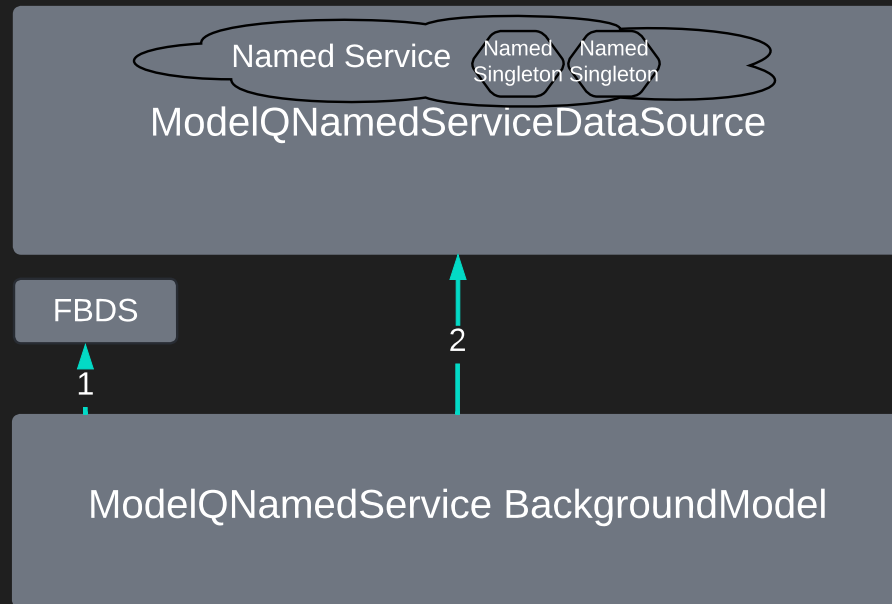 Named Service
Named
Singleton
Named
Singleton
ModelQNamedServiceDataSource
FBDS
1
2
ModelQNamedService BackgroundModel